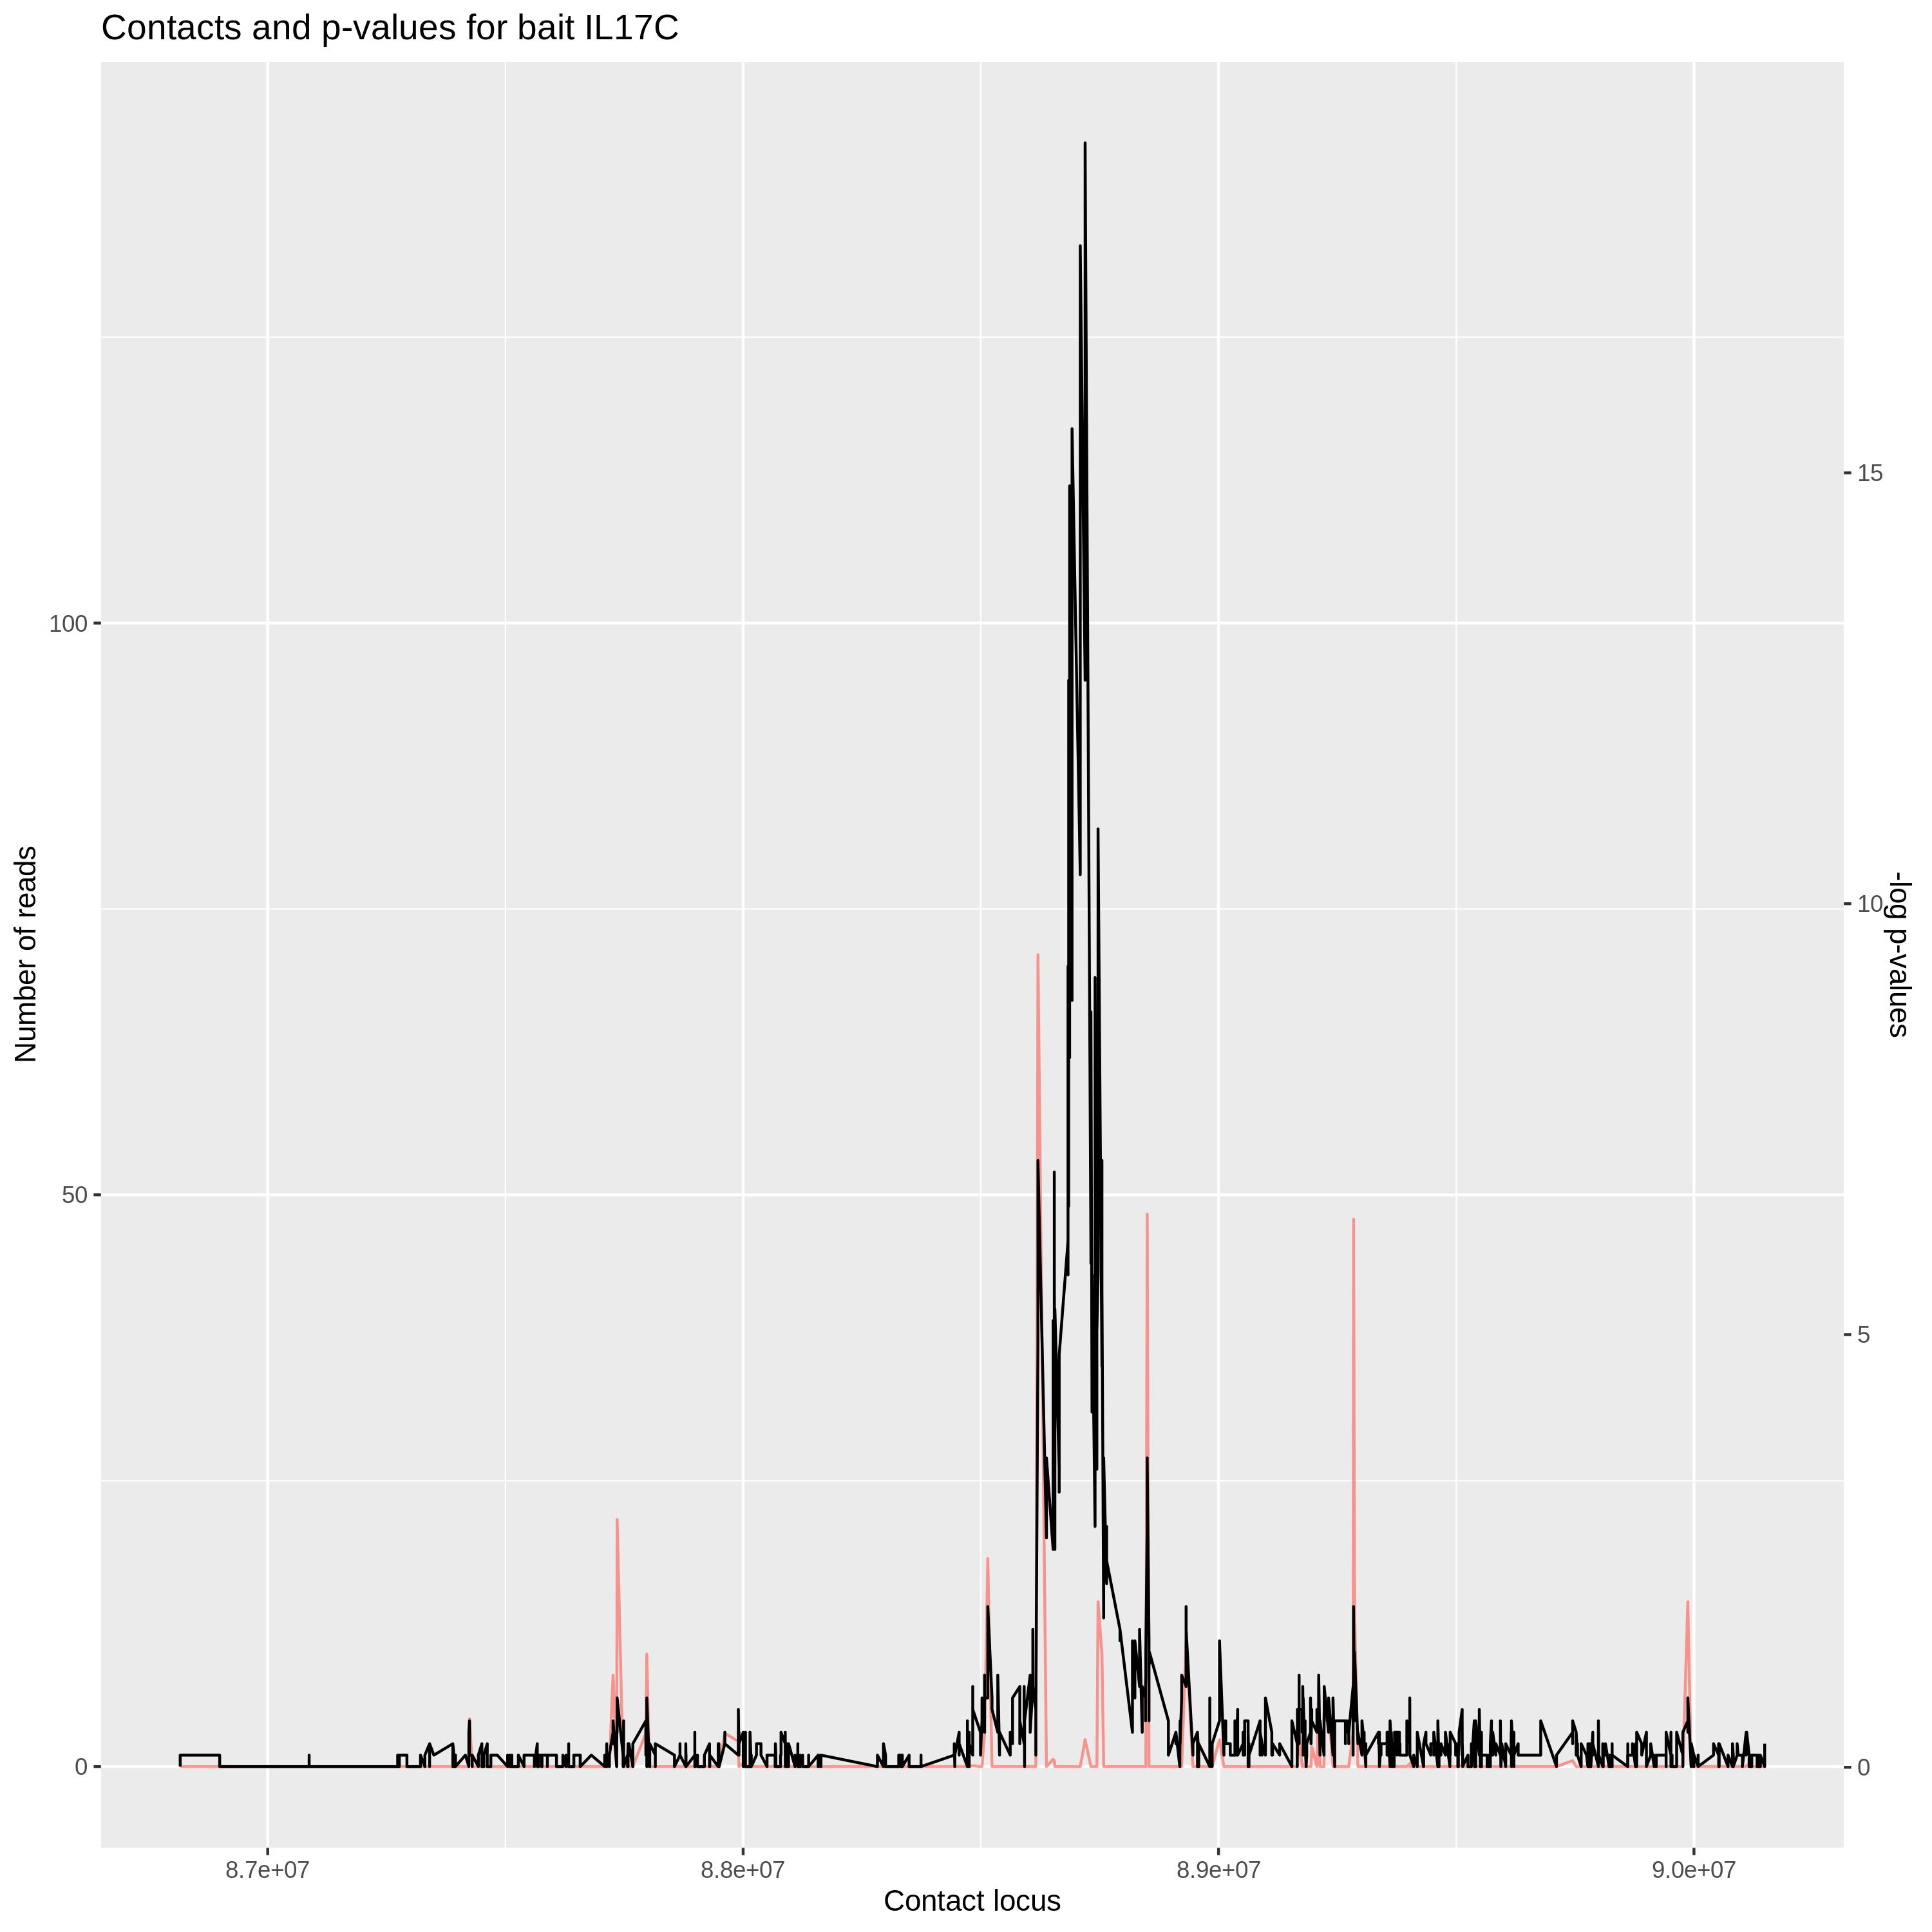 Contacts and p-values for bait IL17C
Number of reads
100
50
0
15
10
5
0
-log p-values
8.7e+07
8.8e+07
8.9e+07
9.0e+07
Contact locus